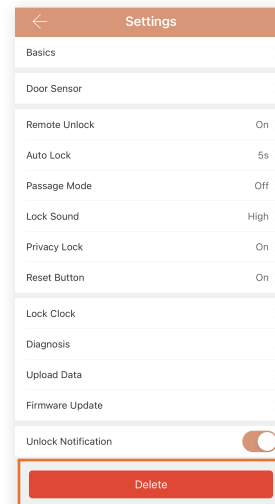 Settings
Basics
Door Sensor
Remote Unlock On
Auto Lock 5s
Passage Mode Off
Lock Sound High
Privacy Lock On
Reset Button On
Lock Clock
Diagnosis
Upload Data
Firmware Update
Unlock Notification
Delete